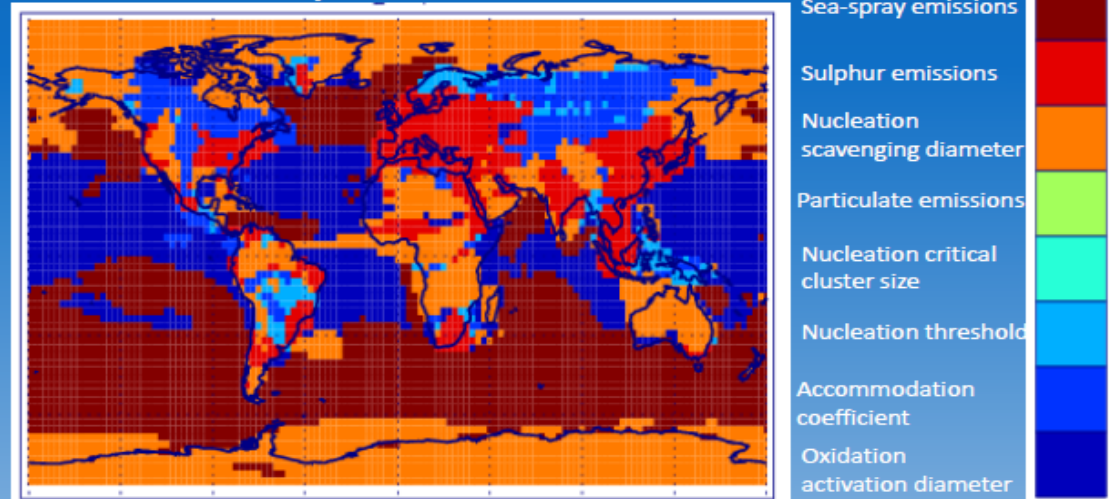 Sea-spray emissions
Sulphur emissions
Nucleation
scavenging diameter
Particulate emissions
Nucleation critical
cluster size
Nucleation threshold
Accommodation
coefficient
Oxidation
activation diameter